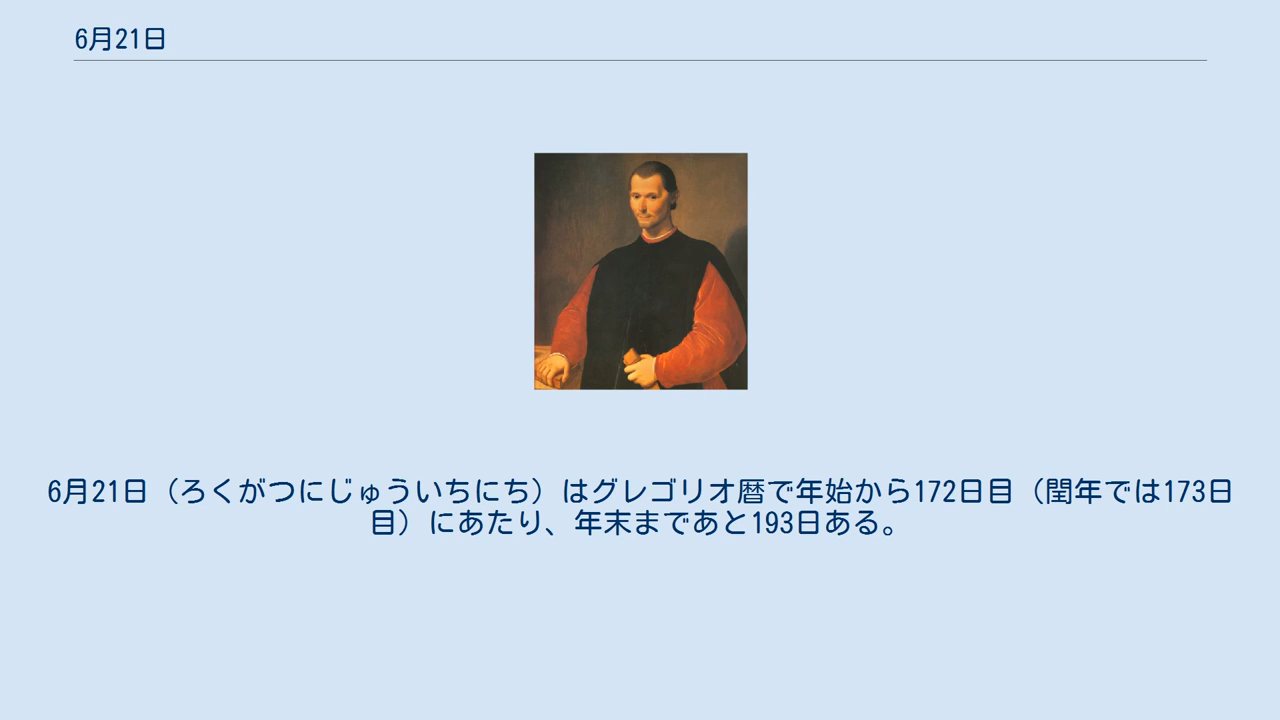 6月21日
6月21日（ろくがつにじゅういちにち）はグレゴリオ暦で年始から172日目（閏年では173日
目）にあたり、年末まであと193日ある。